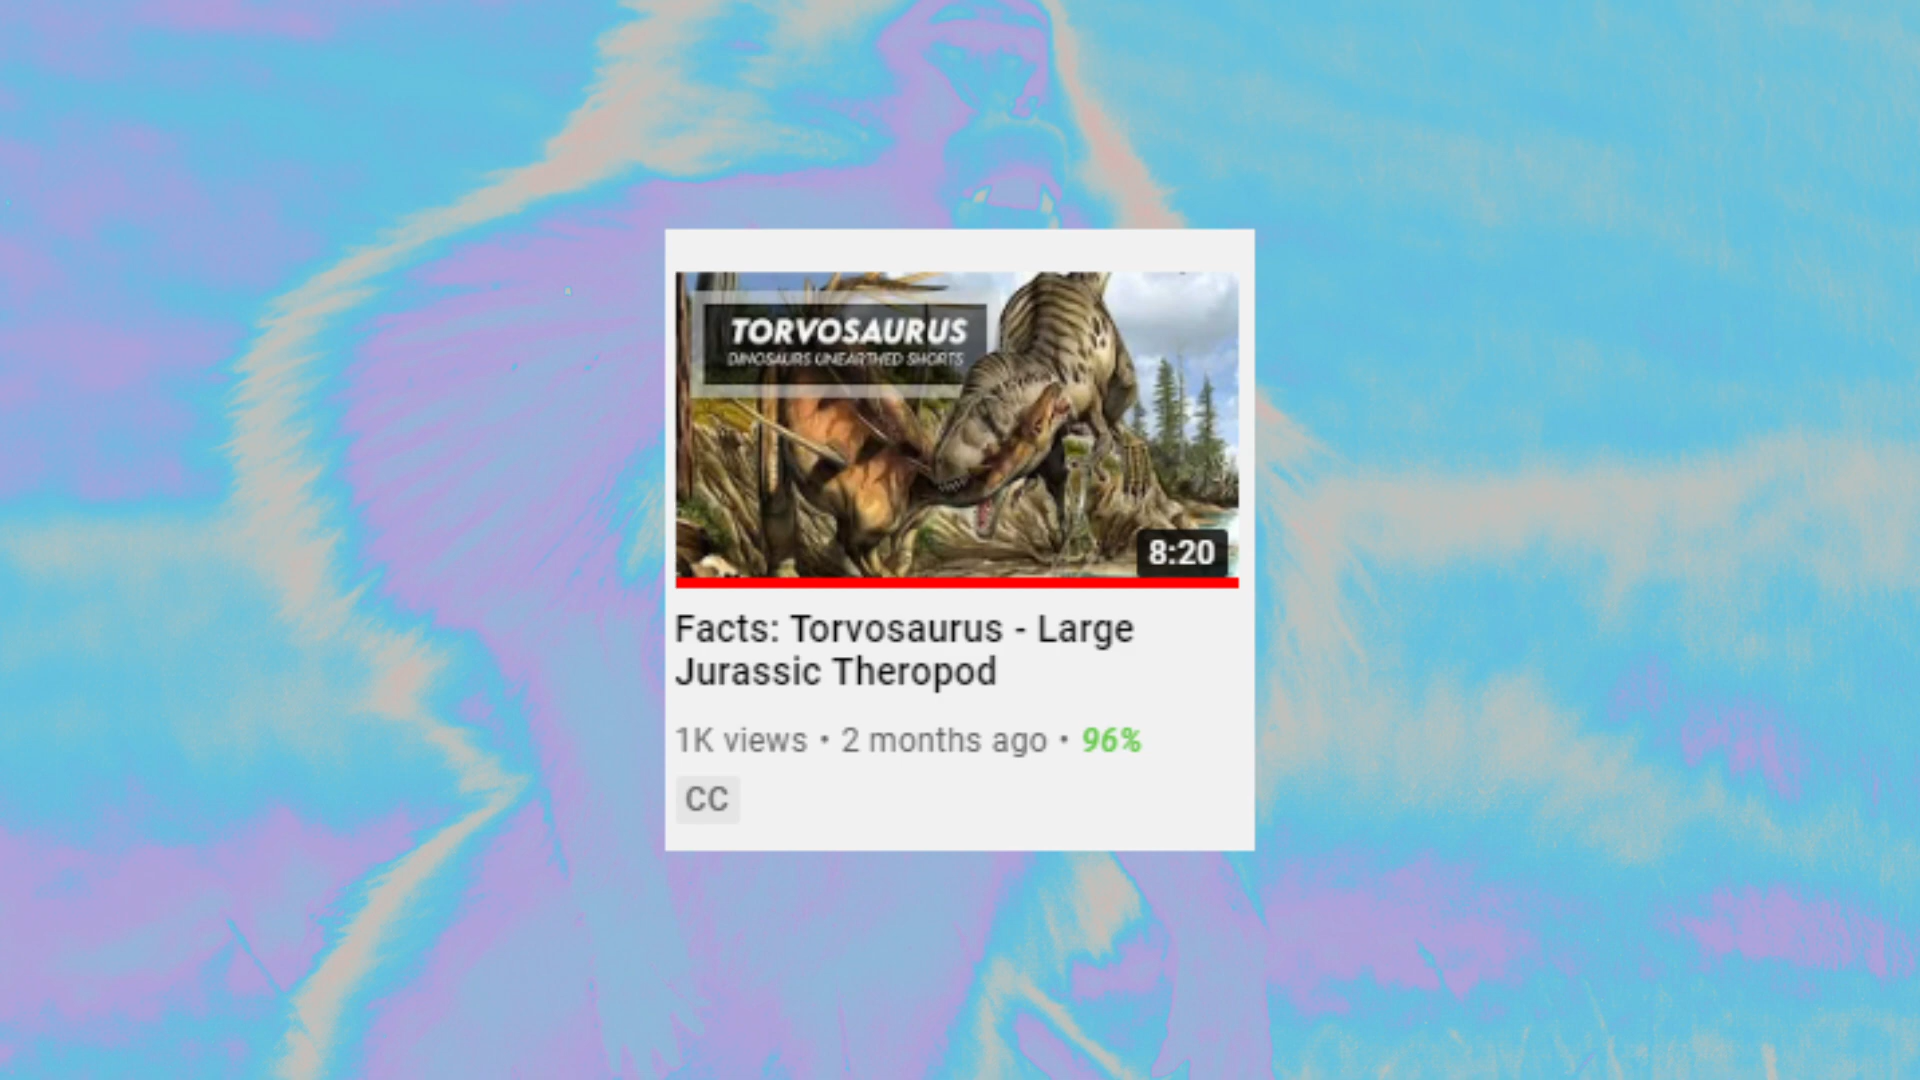 TORVOSAURUS
DINOSAURS UNEARTHED SHORTS
8:20
Facts: Torvosaurus - Large
Jurassic Theropod
1K views • 2 months ago • 96%
CC